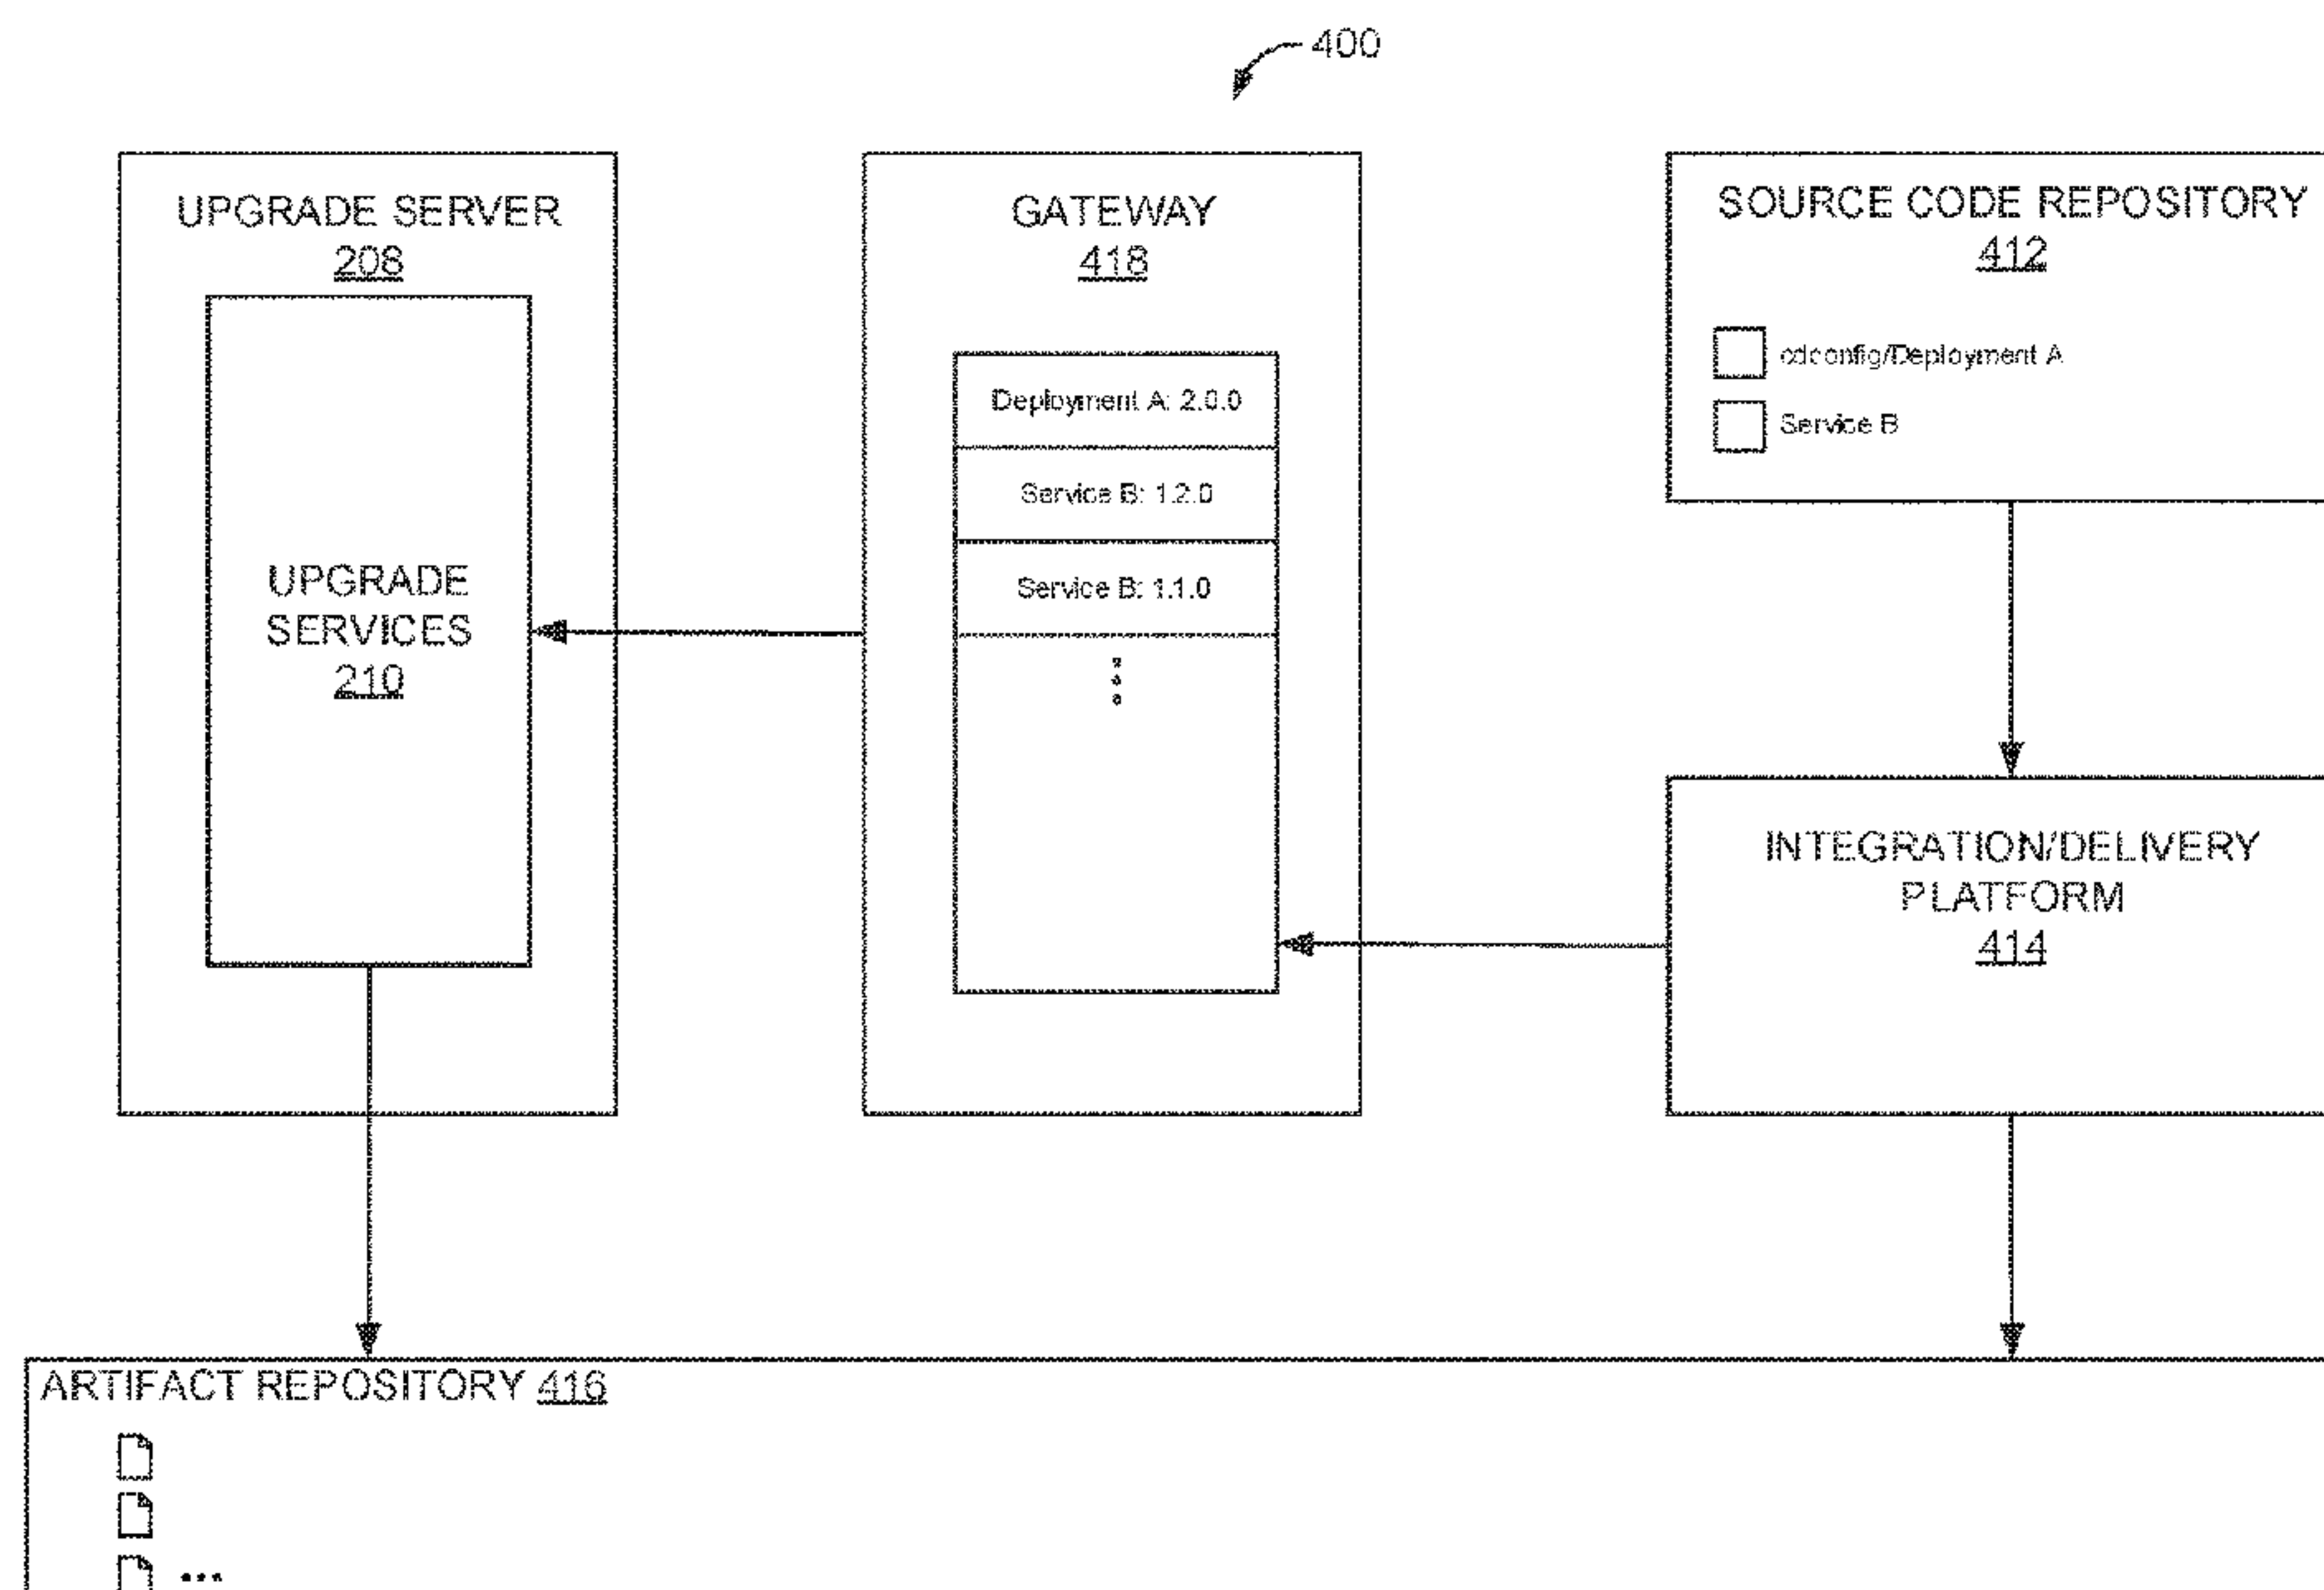 400
UPGRADE SERVER
208
UPGRADE
SERVICES
210
GATEWAY
418
Deployment A: 2.0.0
Service B: 1.2.0
Service B: 1.1.0
SOURCE CODE REPOSITORY
412
cdconfig/Deployment A
Service B
INTEGRATION/DELIVERY
PLATFORM
414
ARTIFACT REPOSITORY 416
...